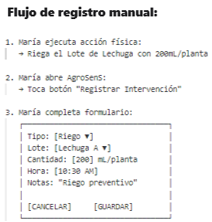 Flujo de registro manual:
1. María ejecuta acción física:
→ Riega el Lote de Lechuga con 200mL/planta
2. María abre AgroSenS:
→ Toca botón "Registrar Intervención"
3. María completa formulario:
Tipo: [Riego ▼]
Lote: [Lechuga A ▼]
Cantidad: [200] mL/planta
Hora: [10:30 AM]
Notas: "Riego preventivo"
[CANCELAR] [GUARDAR]